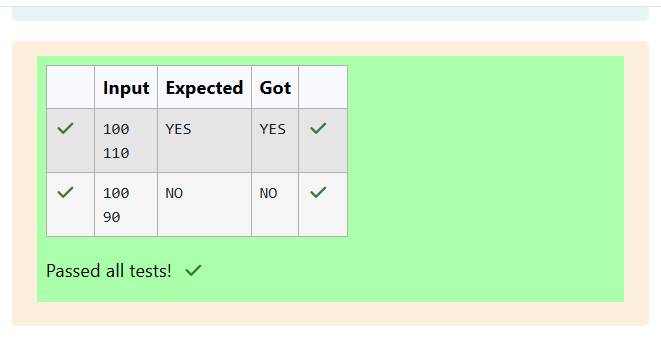 Input Expected Got
100 YES YES
110
100 NO NO
90
Passed all tests!